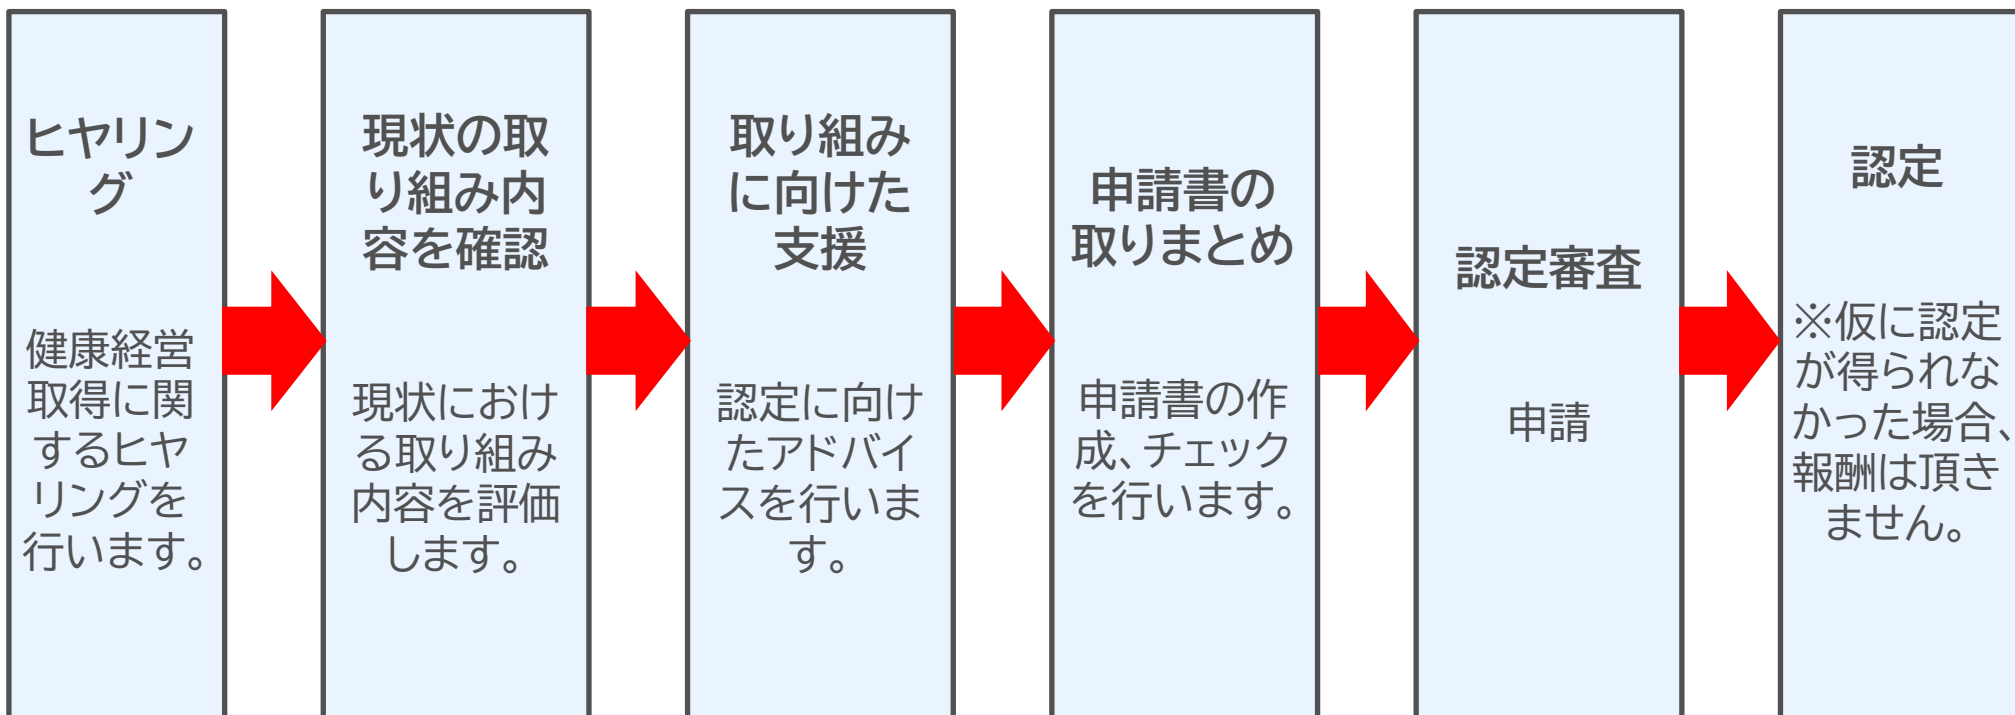 ヒヤリン
グ
健康経営
取得に関
するヒヤ
リングを
行います。
現状の取
り組み内
容を確認
現状におけ
る取り組み
内容を評価
します。
取り組み
に向けた
支援
認定に向け
たアドバイ
スを行いま
す。
申請書の
取りまとめ
申請書の作
成、チェック
を行います。
認定審査
申請
認定
※仮に認定
が得られな
かった場合、
報酬は頂き
ません。